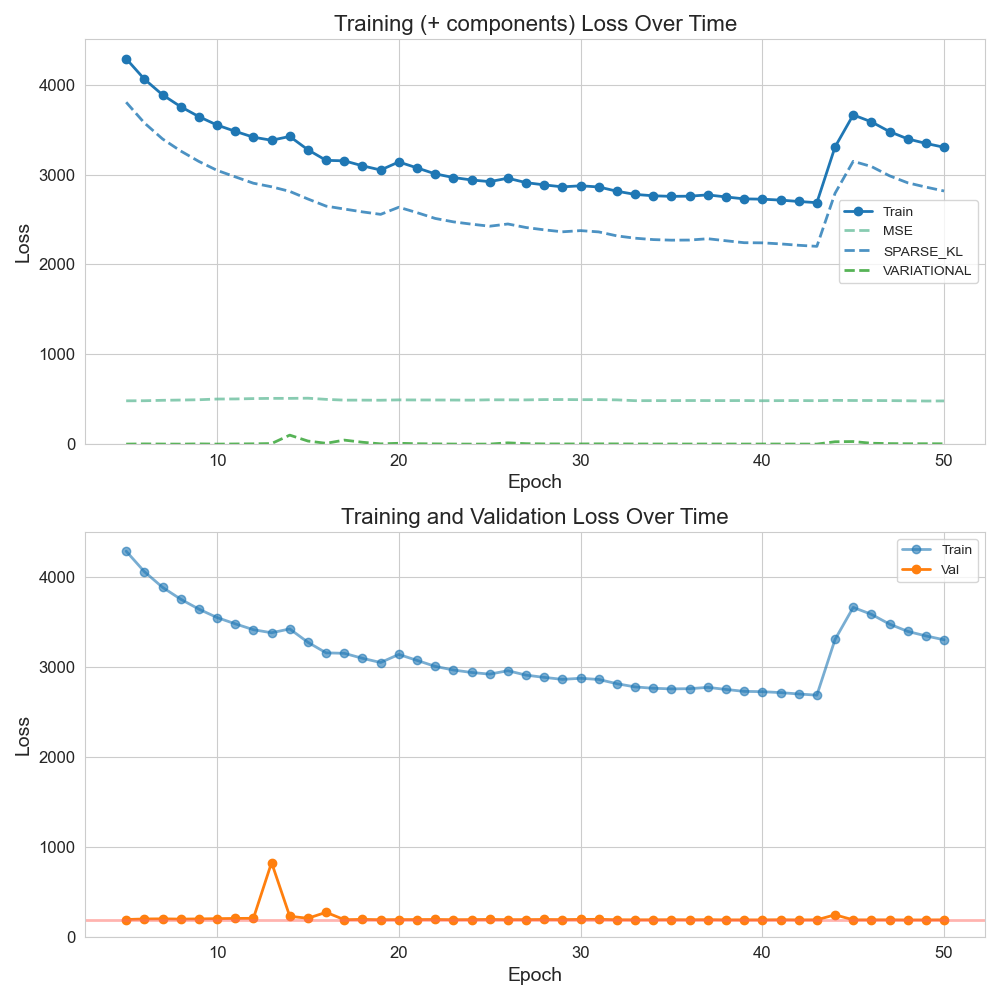 Training (+ components) Loss Over Time
4000
3000
2000
1000
0
Loss
Train
MSE
SPARSE_KL
VARIATIONAL
10 20 30 40 50
Epoch
Training and Validation Loss Over Time
4000
3000
2000
1000
0
Loss
Train
Val
10 20 30 40 50
Epoch